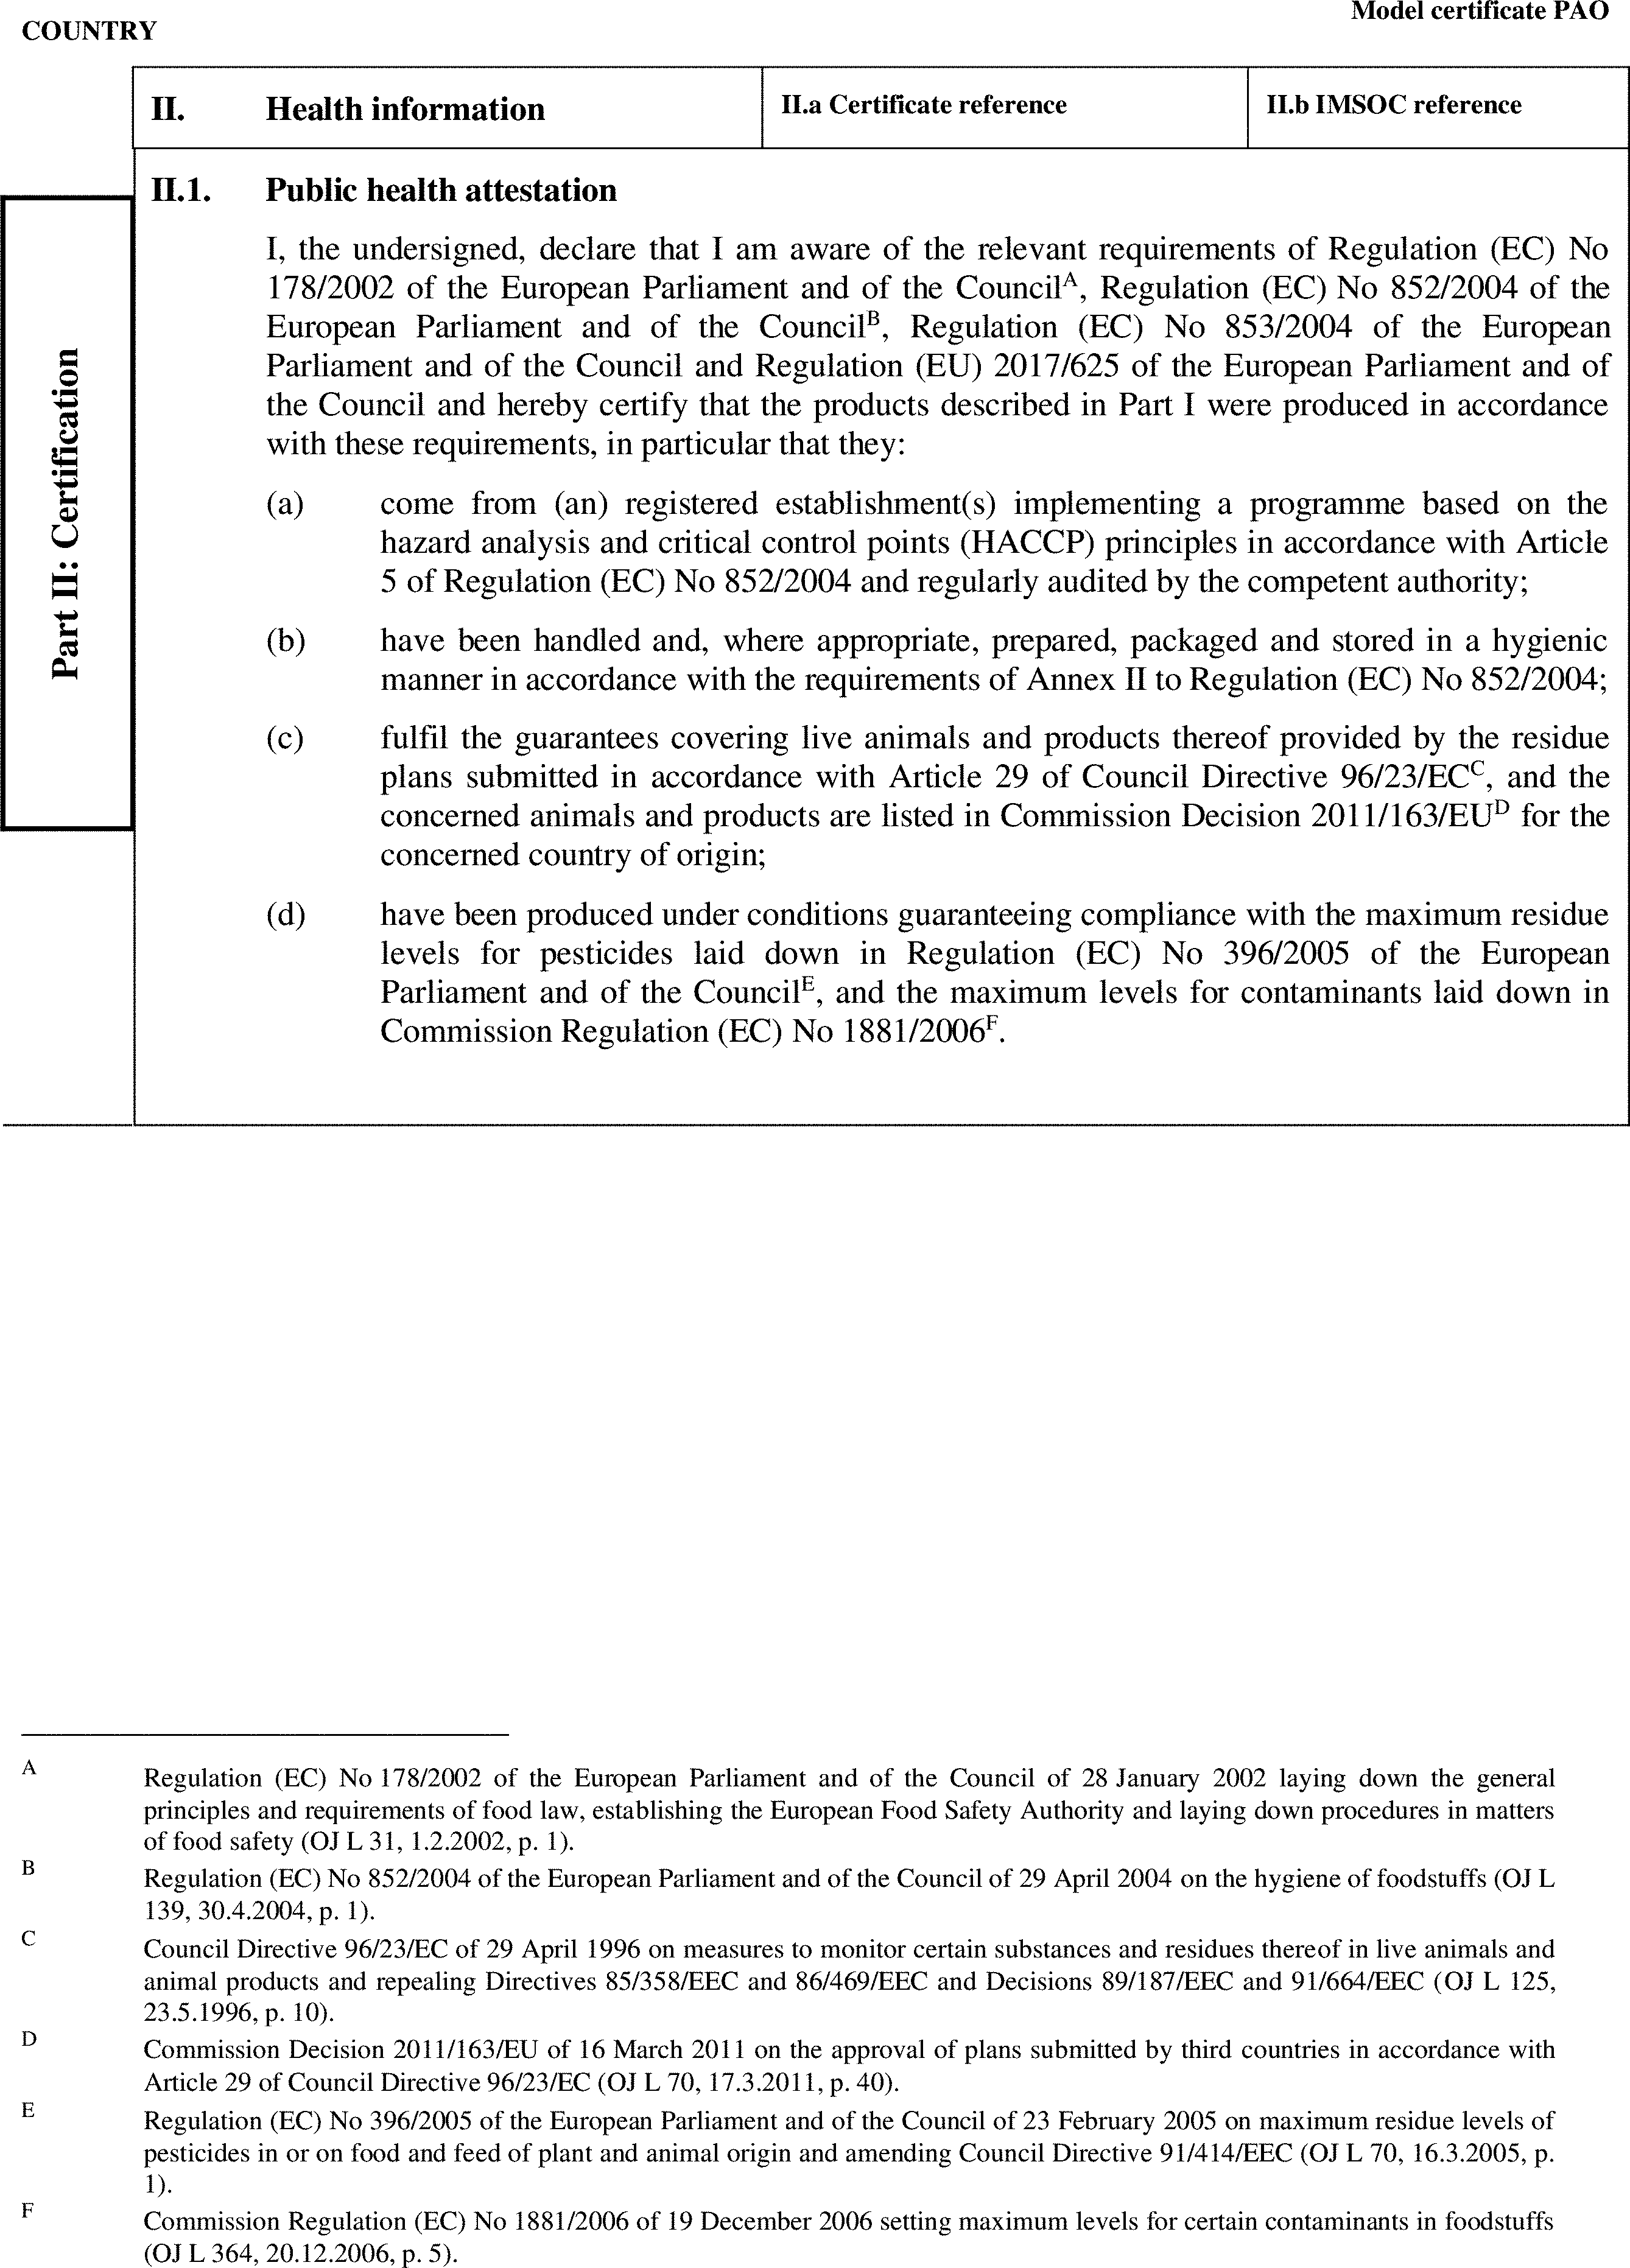 Model certificate PAO
COUNTRY
II. Health information
II.a Certificate reference
II.b IMSOC reference
Part II: Certification
II.1. Public health attestation
I, the undersigned, declare that I am aware of the relevant requirements of Regulation (EC) No
178/2002 of the European Parliament and of the Councilᴬ, Regulation (EC) No 852/2004 of the
European Parliament and of the Councilᴮ, Regulation (EC) No 853/2004 of the European
Parliament and of the Council and Regulation (EU) 2017/625 of the European Parliament and of
the Council and hereby certify that the products described in Part I were produced in accordance
with these requirements, in particular that they:
(a) come from (an) registered establishment(s) implementing a programme based on the
hazard analysis and critical control points (HACCP) principles in accordance with Article
5 of Regulation (EC) No 852/2004 and regularly audited by the competent authority;
(b) have been handled and, where appropriate, prepared, packaged and stored in a hygienic
manner in accordance with the requirements of Annex II to Regulation (EC) No 852/2004;
(c) fulfil the guarantees covering live animals and products thereof provided by the residue
plans submitted in accordance with Article 29 of Council Directive 96/23/ECC, and the
concerned animals and products are listed in Commission Decision 2011/163/EUᴰ for the
concerned country of origin;
(d) have been produced under conditions guaranteeing compliance with the maximum residue
levels for pesticides laid down in Regulation (EC) No 396/2005 of the European
Parliament and of the Councilᴱ, and the maximum levels for contaminants laid down in
Commission Regulation (EC) No 1881/2006F.
A Regulation (EC) No 178/2002 of the European Parliament and of the Council of 28 January 2002 laying down the general
principles and requirements of food law, establishing the European Food Safety Authority and laying down procedures in matters
of food safety (OJ L 31, 1.2.2002, p. 1).
B Regulation (EC) No 852/2004 of the European Parliament and of the Council of 29 April 2004 on the hygiene of foodstuffs (OJ L
139, 30.4.2004, p. 1).
C Council Directive 96/23/EC of 29 April 1996 on measures to monitor certain substances and residues thereof in live animals and
animal products and repealing Directives 85/358/EEC and 86/469/EEC and Decisions 89/187/EEC and 91/664/EEC (OJ L 125,
23.5.1996, p. 10).
D Commission Decision 2011/163/EU of 16 March 2011 on the approval of plans submitted by third countries in accordance with
Article 29 of Council Directive 96/23/EC (OJ L 70, 17.3.2011, p. 40).
E Regulation (EC) No 396/2005 of the European Parliament and of the Council of 23 February 2005 on maximum residue levels of
pesticides in or on food and feed of plant and animal origin and amending Council Directive 91/414/EEC (OJ L 70, 16.3.2005, p.
1).
F Commission Regulation (EC) No 1881/2006 of 19 December 2006 setting maximum levels for certain contaminants in foodstuffs
(OJ L 364, 20.12.2006, p. 5).